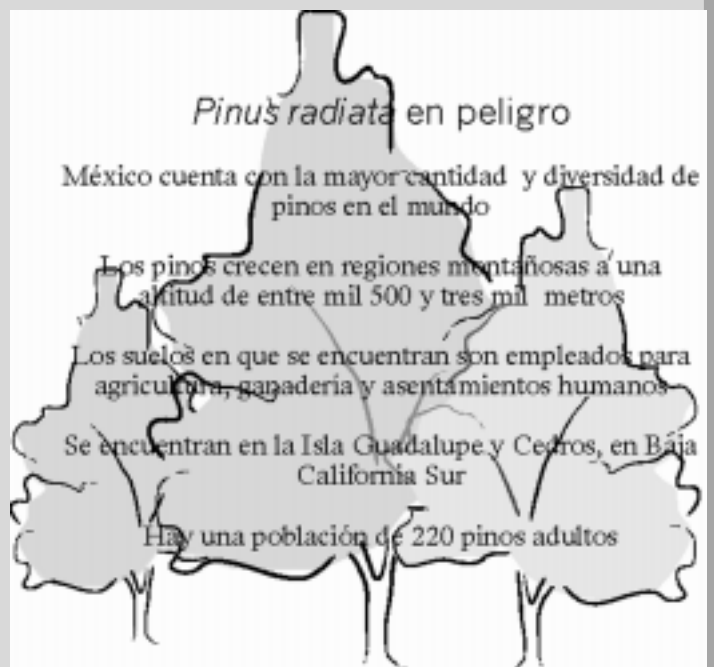 Pinus radiata en peligro
México cuenta con la mayor cantidad y diversidad de
pinos en el mundo
Los pinos crecen en regiones montañosas a una
altitud de entre mil 500 y tres mil metros
Los suelos en que se encuentran son empleados para
agricultura, ganadería y asentamientos humanos
Se encuentran en la Isla Guadalupe y Cedros, en Baja
California Sur
Hay una población de 220 pinos adultos